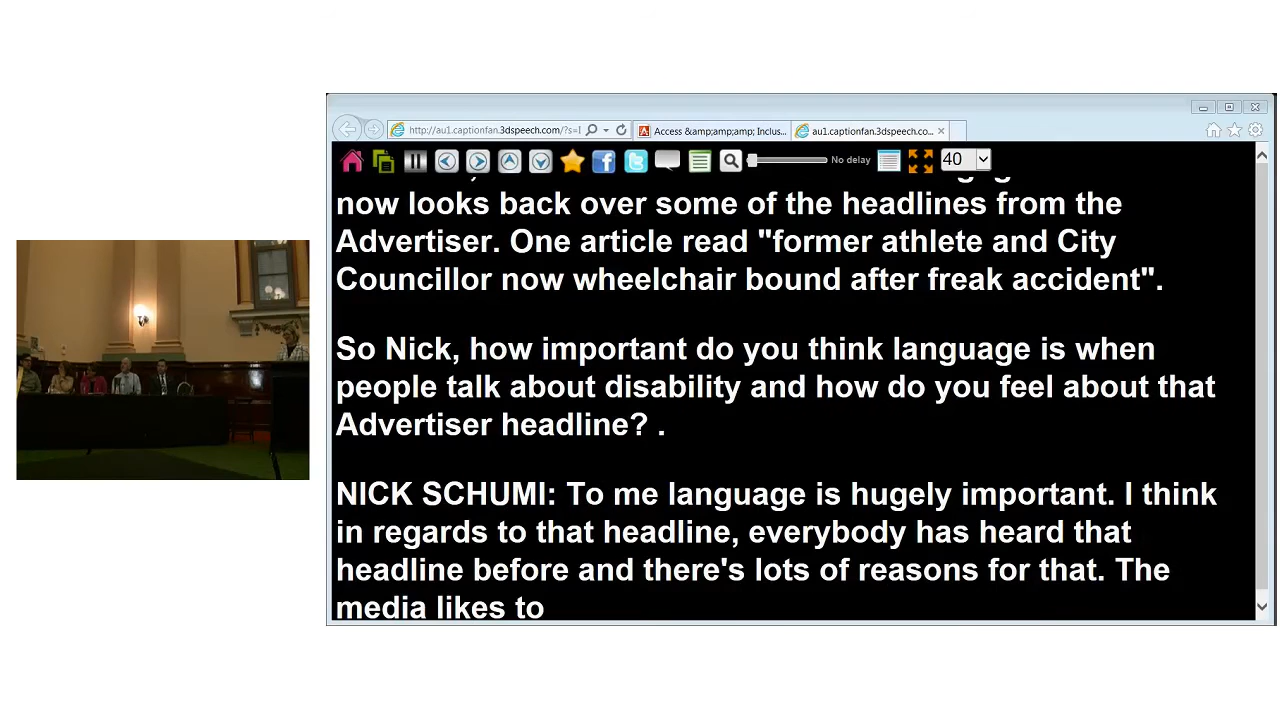 http://au1.captionfan.3dspeech.com/?s=I
Access &amp;amp;amp; Inclus...
au1.captionfan.3dspeech.co...
No delay
40
now looks back over some of the headlines from the
Advertiser. One article read "former athlete and City
Councillor now wheelchair bound after freak accident".
So Nick, how important do you think language is when
people talk about disability and how do you feel about that
Advertiser headline? .
NICK SCHUMI: To me language is hugely important. I think
in regards to that headline, everybody has heard that
headline before and there's lots of reasons for that. The
media likes to